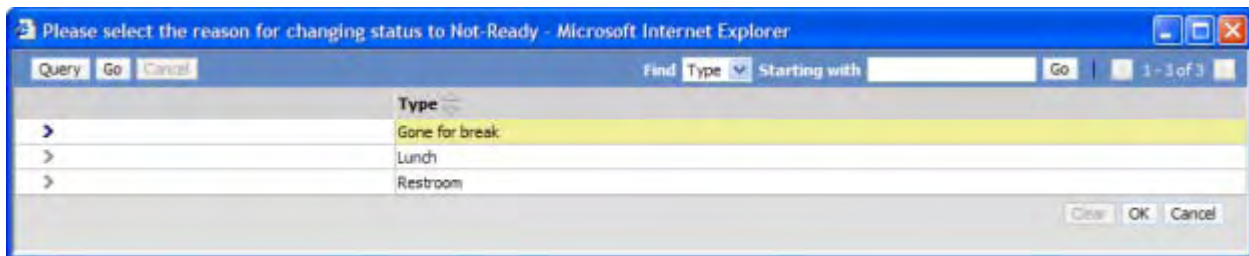 Please select the reason for changing status to Not-Ready - Microsoft Internet Explorer
Query Go Cancel Find Type Starting with Go 1-3 of 3
Type
Gone for break
Lunch
Restroom
Clear OK Cancel